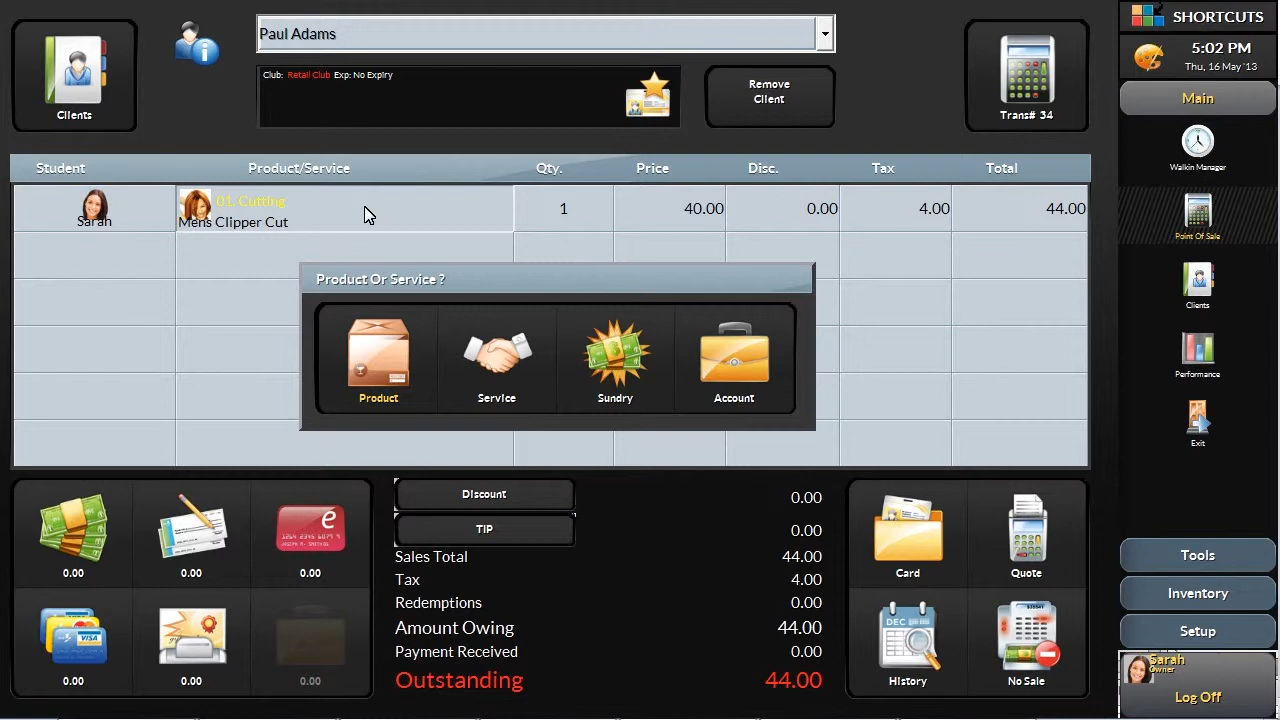 Paul Adams
Club: Retail Club Exp: No Expiry
Clients
Remove
Client
Trans# 34
SHORTCUTS
5:02 PM
Thu, 16 May '13
Main
Walkin Manager
Point Of Sale
Clients
Performance
Exit
Student Product/Service Qty. Price Disc. Tax Total
01. Cutting
Sarah Mens Clipper Cut 1 40.00 0.00 4.00 44.00
Product Or Service ?
Product Service Sundry Account
0.00 0.00 0.00
0.00 0.00 0.00
Discount 0.00
TIP 0.00
Sales Total 44.00
Tax 4.00
Redemptions 0.00
Amount Owing 44.00
Payment Received 0.00
Outstanding 44.00
Card Quote
DEC
History No Sale
Tools
Inventory
Setup
Sarah
Owner
Log Off